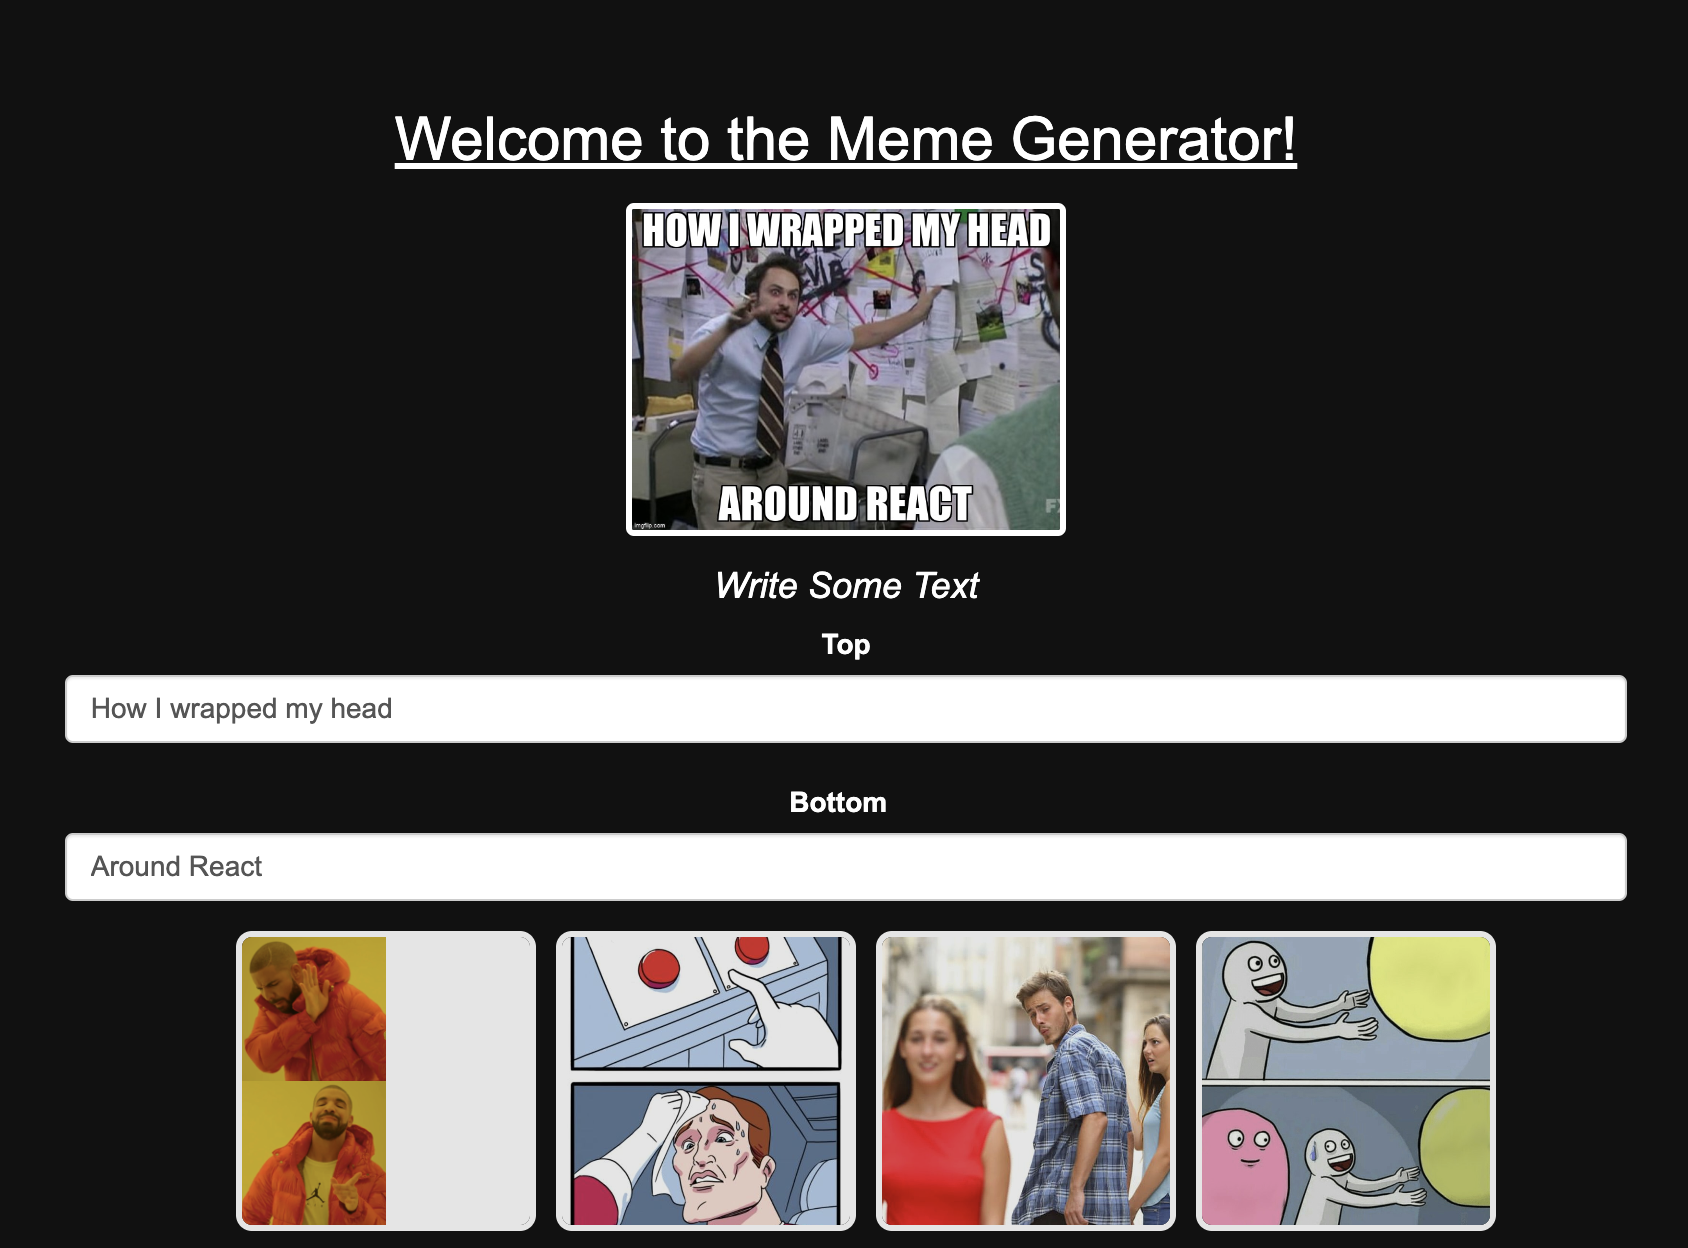 Welcome to the Meme Generator!
HOW I WRAPPED MY HEAD
AROUND REACT
imgflip.com
FX
Write Some Text
Top
How I wrapped my head
Bottom
Around React